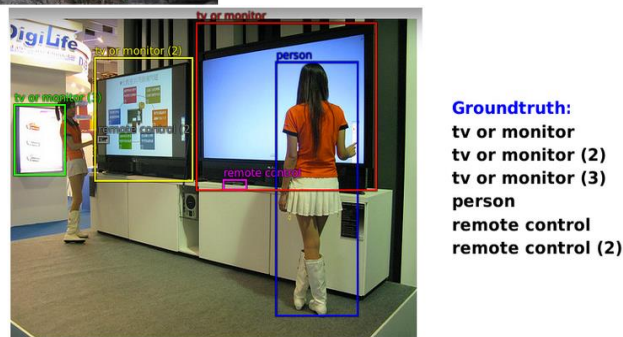 tv or monitor
DigiLife
tv or monitor (2)
person
tv or monitor (3)
remote control (2)
remote control
Groundtruth:
tv or monitor
tv or monitor (2)
tv or monitor (3)
person
remote control
remote control (2)